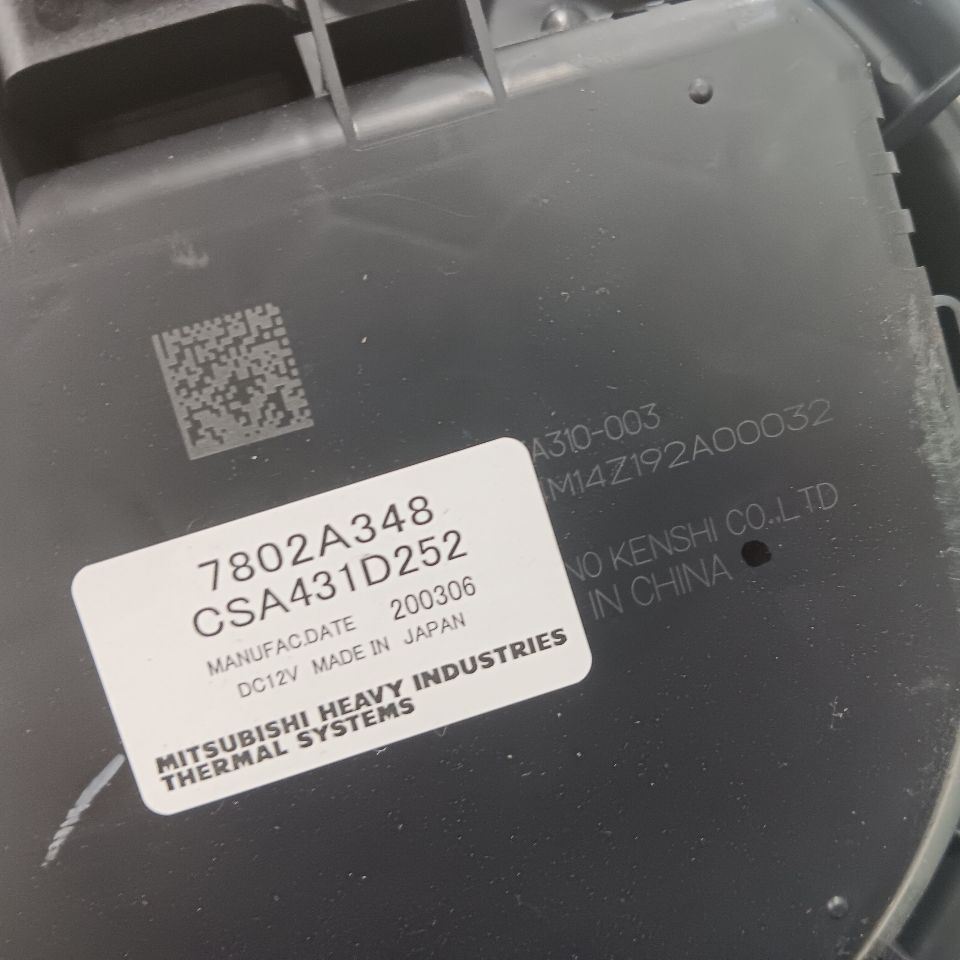 A310-003
M14Z192A00032
NO KENSHI CO.,LTD
IN CHINA
7802A348
CSA431D252
MANUFAC.DATE 200306
DC12V MADE IN JAPAN
MITSUBISHI HEAVY INDUSTRIES
THERMAL SYSTEMS